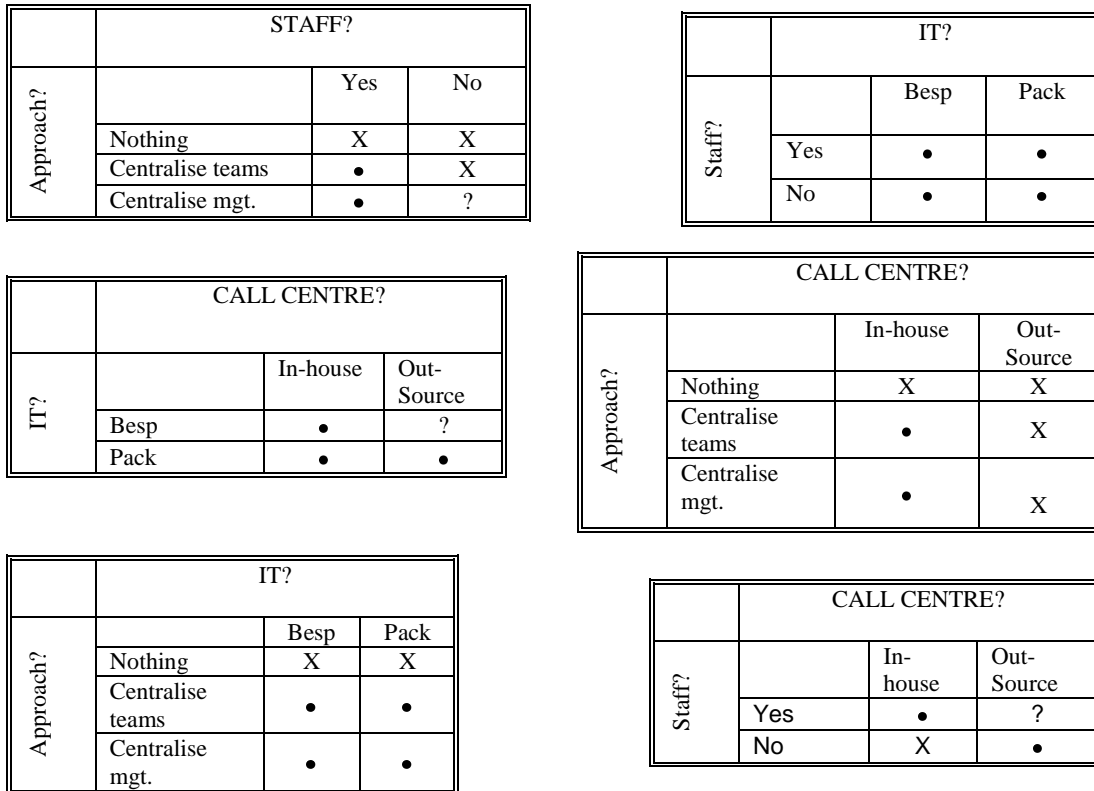 STAFF?
Approach?
Yes No
Nothing X X
Centralise teams • X
Centralise mgt. • ?
IT?
Staff?
Besp Pack
Yes • •
No • •
CALL CENTRE?
IT?
In-house Out-
Source
Besp • ?
Pack • •
CALL CENTRE?
Approach?
In-house Out-
Source
Nothing X X
Centralise
teams • X
Centralise
mgt. • X
IT?
Approach?
Besp Pack
Nothing X X
Centralise
teams • •
Centralise
mgt. • •
CALL CENTRE?
Staff?
In- Out-
house Source
Yes • ?
No X •